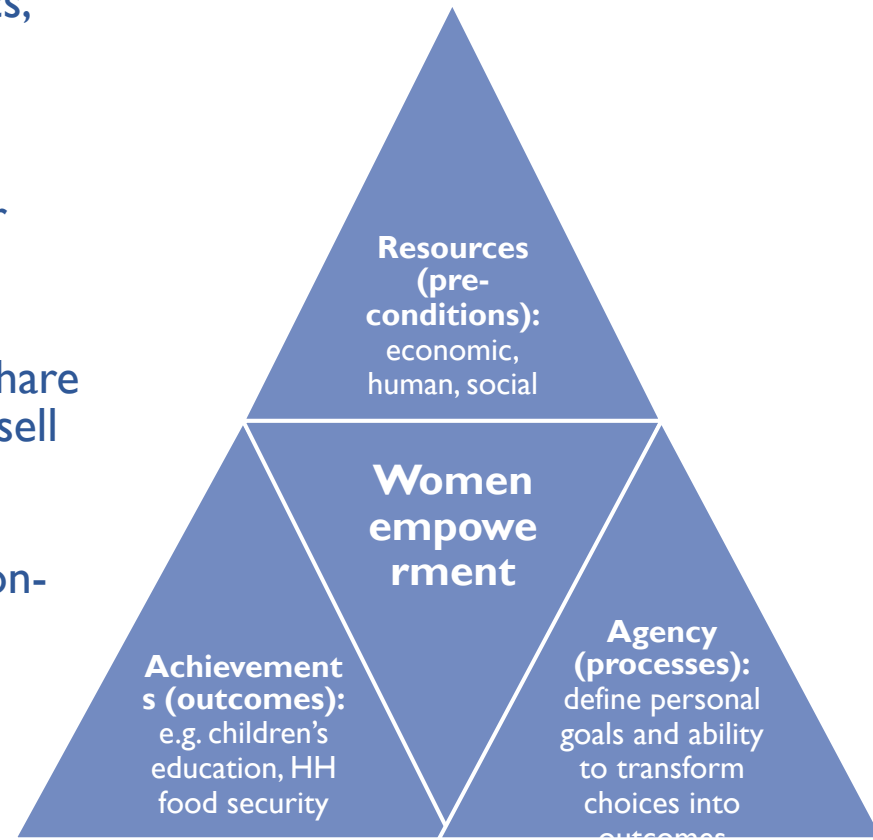 s,
r
hare
sell
on-
Resources
(pre-
conditions):
economic,
human, social
Women
empowe
rment
Achievement
s (outcomes):
e.g. children's
education, HH
food security
Agency
(processes):
define personal
goals and ability
to transform
choices into
outcomes